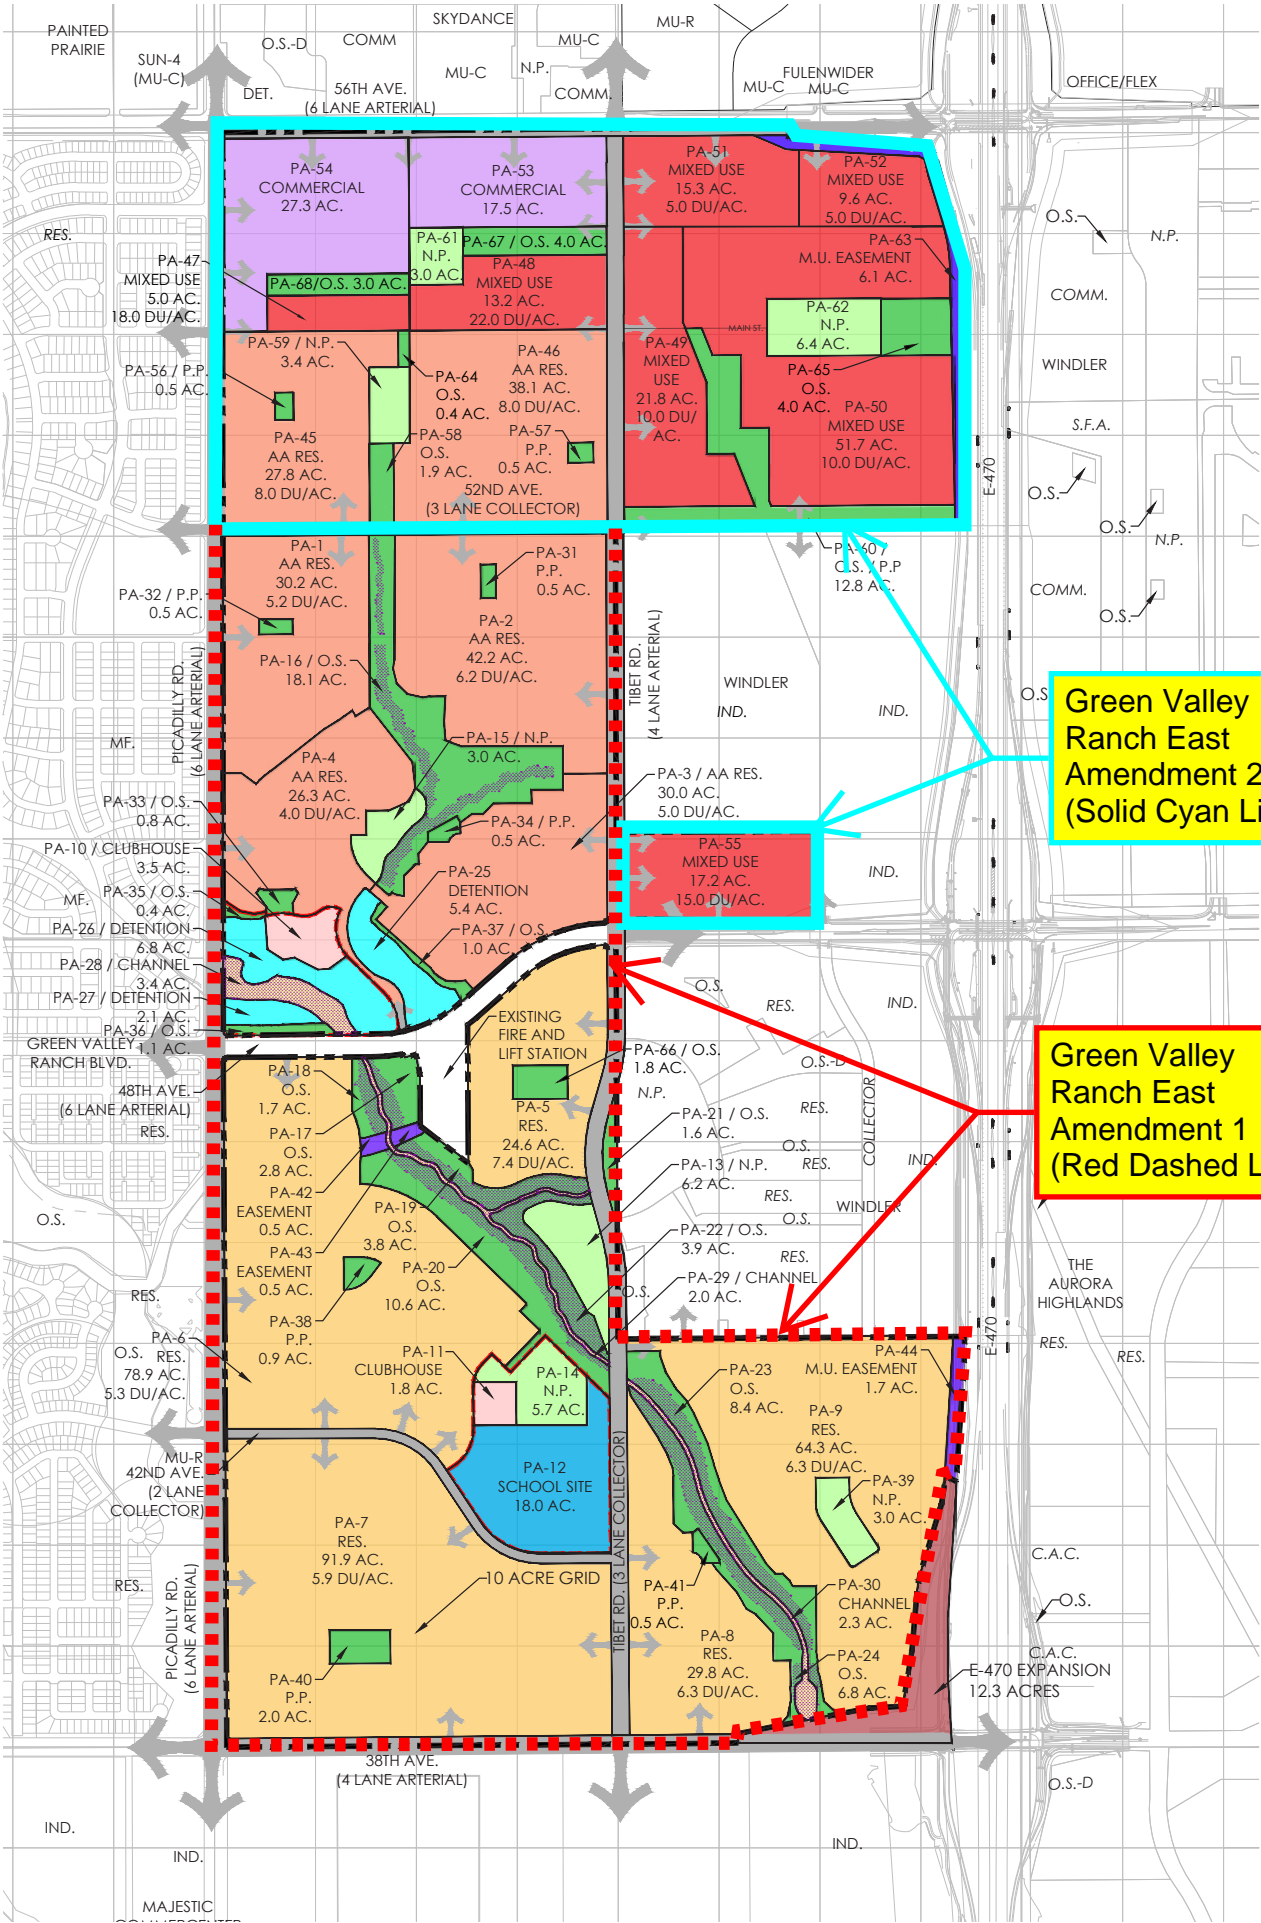 PAINTED
PRAIRIE
SUN-4
(MU-C)
O.S.-D
COMM
SKYDANCE
MU-R
MU-C
MU-C
N.P.
COMM.
DET.
56TH AVE.
(6 LANE ARTERIAL)
FULENWIDER
MU-C
MU-C
OFFICE/FLEX
PA-54
COMMERCIAL
27.3 AC.
PA-53
COMMERCIAL
17.5 AC.
PA-51
MIXED USE
15.3 AC.
5.0 DU/AC.
PA-52
MIXED USE
9.6 AC.
5.0 DU/AC.
RES.
PA-47
MIXED USE
5.0 AC.
18.0 DU/AC.
PA-61
N.P.
3.0 AC.
PA-67 / O.S. 4.0 AC.
PA-68/O.S. 3.0 AC.
PA-48
MIXED USE
13.2 AC.
22.0 DU/AC.
PA-63
M.U. EASEMENT
6.1 AC.
O.S.
N.P.
COMM.
WINDLER
S.F.A.
O.S.
O.S.
N.P.
COMM.
O.S.
PA-59 / N.P.
3.4 AC.
PA-56 / P.P.
0.5 AC.
PA-64
O.S.
0.4 AC.
PA-46
AA RES.
38.1 AC.
8.0 DU/AC.
MAIN ST.
PA-62
N.P.
6.4 AC.
PA-49
MIXED
USE
21.8 AC.
10.0 DU/
AC.
PA-65
O.S.
4.0 AC.
PA-50
MIXED USE
51.7 AC.
10.0 DU/AC.
PA-45
AA RES.
27.8 AC.
8.0 DU/AC.
PA-58
O.S.
1.9 AC.
PA-57
P.P.
0.5 AC.
52ND AVE.
(3 LANE COLLECTOR)
E-470
PA-60 /
O.S. / P.P
12.8 AC.
PA-1
AA RES.
30.2 AC.
5.2 DU/AC.
PA-31
P.P.
0.5 AC.
PA-32 / P.P.
0.5 AC.
PA-2
AA RES.
42.2 AC.
6.2 DU/AC.
PA-16 / O.S.
18.1 AC.
PICADILLY RD.
(6 LANE ARTERIAL)
TIBET RD.
(4 LANE ARTERIAL)
WINDLER
IND.
IND.
O.S
Green Valley
Ranch East
Amendment 2
(Solid Cyan Li
MF.
PA-4
AA RES.
26.3 AC.
4.0 DU/AC.
PA-15 / N.P.
3.0 AC.
PA-3 / AA RES.
30.0 AC.
5.0 DU/AC.
PA-34 / P.P.
0.5 AC.
PA-33 / O.S.
0.8 AC.
PA-10 / CLUBHOUSE
3.5 AC.
PA-35 / O.S.
0.4 AC.
MF.
PA-26 / DETENTION
6.8 AC.
PA-28 / CHANNEL
3.4 AC.
PA-27 / DETENTION
2.1 AC.
PA-36 / O.S.
1.1 AC.
PA-25
DETENTION
5.4 AC.
PA-37 / O.S.
1.0 AC.
PA-55
MIXED USE
17.2 AC.
15.0 DU/AC.
IND.
GREEN VALLEY
RANCH BLVD.
48TH AVE.
(6 LANE ARTERIAL)
RES.
EXISTING
FIRE AND
LIFT STATION
O.S.
RES.
IND.
PA-66 / O.S.
1.8 AC.
N.P.
O.S.-D
RES.
COLLECTOR
Green Valley
Ranch East
Amendment 1
(Red Dashed L
PA-18
O.S.
1.7 AC.
PA-17
O.S.
2.8 AC.
PA-42
EASEMENT
0.5 AC.
PA-43
EASEMENT
0.5 AC.
PA-5
RES.
24.6 AC.
7.4 DU/AC.
PA-21 / O.S.
1.6 AC.
PA-13 / N.P.
6.2 AC.
O.S.
RES.
IND.
RES.
WINDLER
O.S.
RES.
PA-19
O.S.
3.8 AC.
PA-20
O.S.
10.6 AC.
PA-22 / O.S.
3.9 AC.
PA-29 / CHANNEL
2.0 AC.
O.S.
O.S.
RES.
PA-38
P.P.
0.9 AC.
THE
AURORA
HIGHLANDS
E-470
RES.
RES.
PA-6
RES.
78.9 AC.
5.3 DU/AC.
O.S.
PA-11
CLUBHOUSE
1.8 AC.
PA-14
N.P.
5.7 AC.
PA-23
O.S.
8.4 AC.
PA-44
M.U. EASEMENT
1.7 AC.
PA-9
RES.
64.3 AC.
6.3 DU/AC.
PA-39
N.P.
3.0 AC.
MU-R
42ND AVE.
(2 LANE
COLLECTOR)
PA-12
SCHOOL SITE
18.0 AC.
PA-7
RES.
91.9 AC.
5.9 DU/AC.
10 ACRE GRID
TIBET RD. (3 LANE COLLECTOR)
PA-41
P.P.
0.5 AC.
PA-30
CHANNEL
2.3 AC.
C.A.C.
O.S.
C.A.C.
RES.
PICADILLY RD.
(6 LANE ARTERIAL)
PA-40
P.P.
2.0 AC.
PA-8
RES.
29.8 AC.
6.3 DU/AC.
PA-24
O.S.
6.8 AC.
E-470 EXPANSION
12.3 ACRES
38TH AVE.
(4 LANE ARTERIAL)
O.S.-D
IND.
IND.
IND.
MAJESTIC
COMMERCENTER